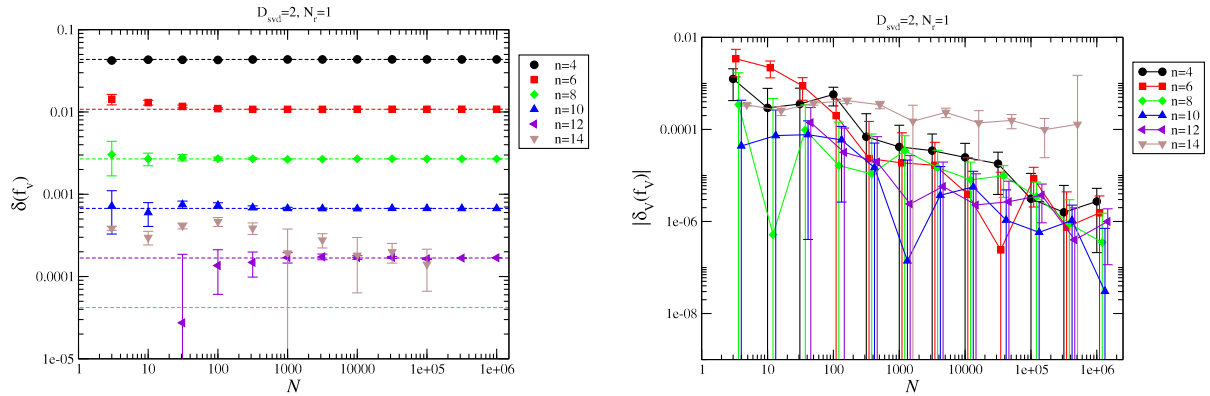 D_svd=2, N_r=1
δ(f_v)
0.1
0.01
0.001
0.0001
1e-05
1
10
100
1000
10000
1e+05
1e+06
N
n=4
n=6
n=8
n=10
n=12
n=14
D_svd=2, N_r=1
|δ_V(f_V)|
0.01
0.0001
1e-06
1e-08
1
10
100
1000
10000
1e+05
1e+06
N
n=4
n=6
n=8
n=10
n=12
n=14